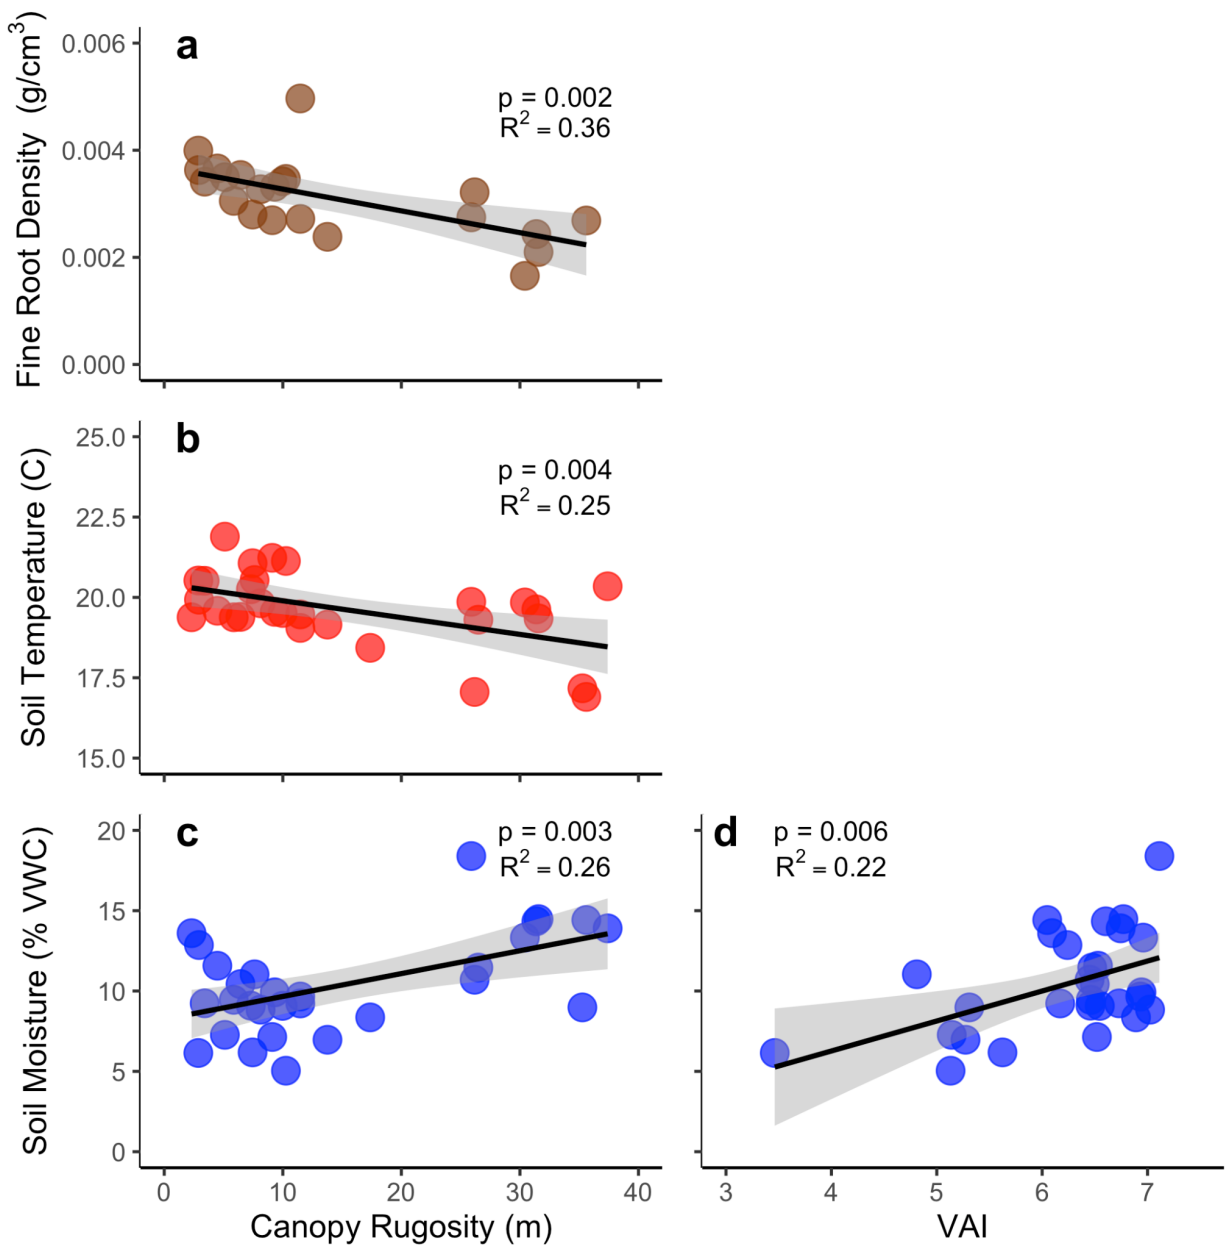 a
Fine Root Density (g/cm³)
0.006
0.004
0.002
0.000
p = 0.002
R² = 0.36
b
Soil Temperature (C)
25.0
22.5
20.0
17.5
15.0
p = 0.004
R² = 0.25
c
Soil Moisture (% VWC)
20
15
10
5
0
p = 0.003
R² = 0.26
0 10 20 30 40
Canopy Rugosity (m)
d
p = 0.006
R² = 0.22
3 4 5 6 7
VAI